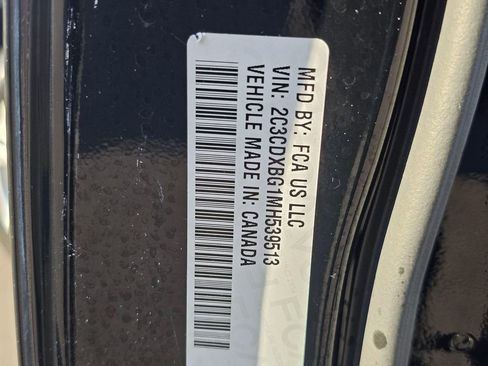 MFD BY: FCA US LLC
VIN: 2C3CDXBG1MH539513
VEHICLE MADE IN: CANADA